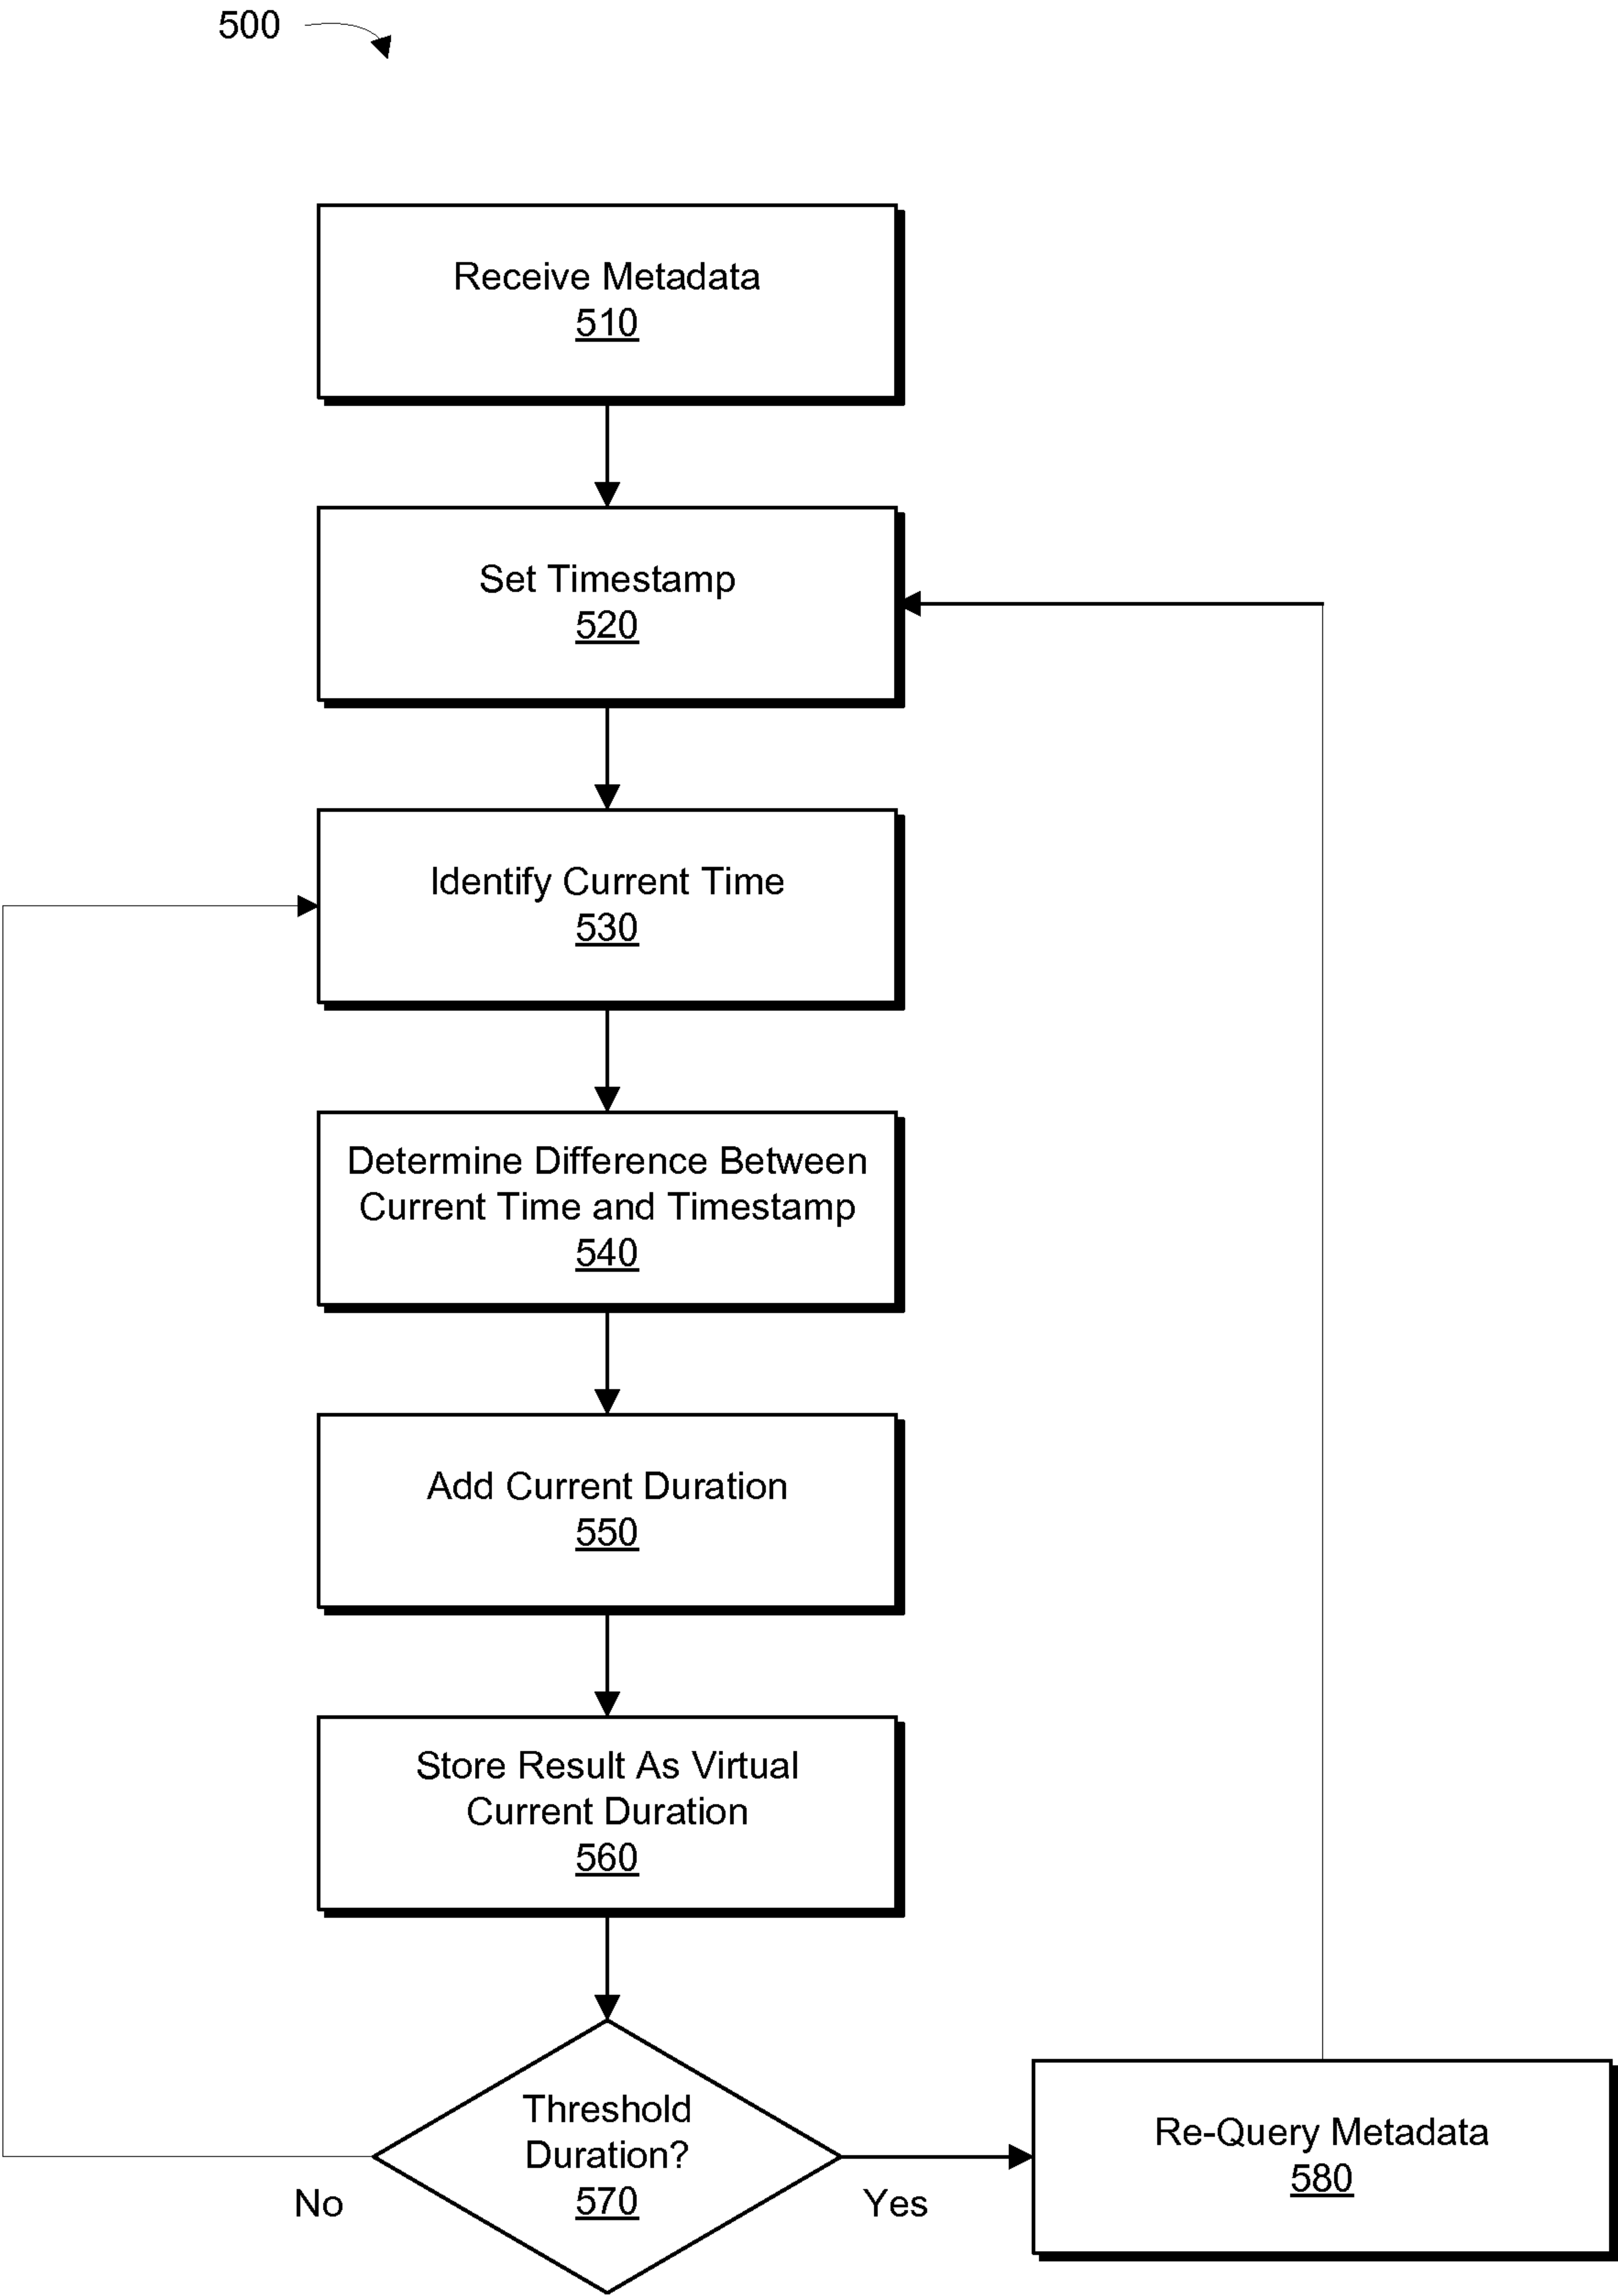 500
Receive Metadata
510
Set Timestamp
520
Identify Current Time
530
Determine Difference Between
Current Time and Timestamp
540
Add Current Duration
550
Store Result As Virtual
Current Duration
560
Threshold
Duration?
570
No
Yes
Re-Query Metadata
580